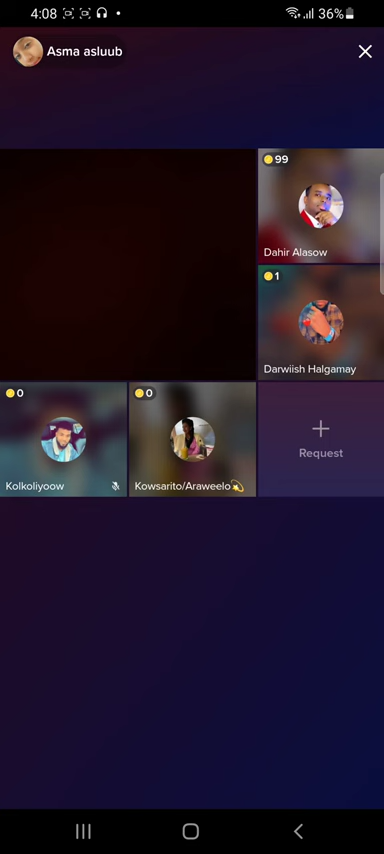 4:08 36%
Asma asluub
99
Dahir Alasow
1
Darwiish Halgamay
0
Kolkoliyoow
0
Kowsarito/Araweelo💫
Request